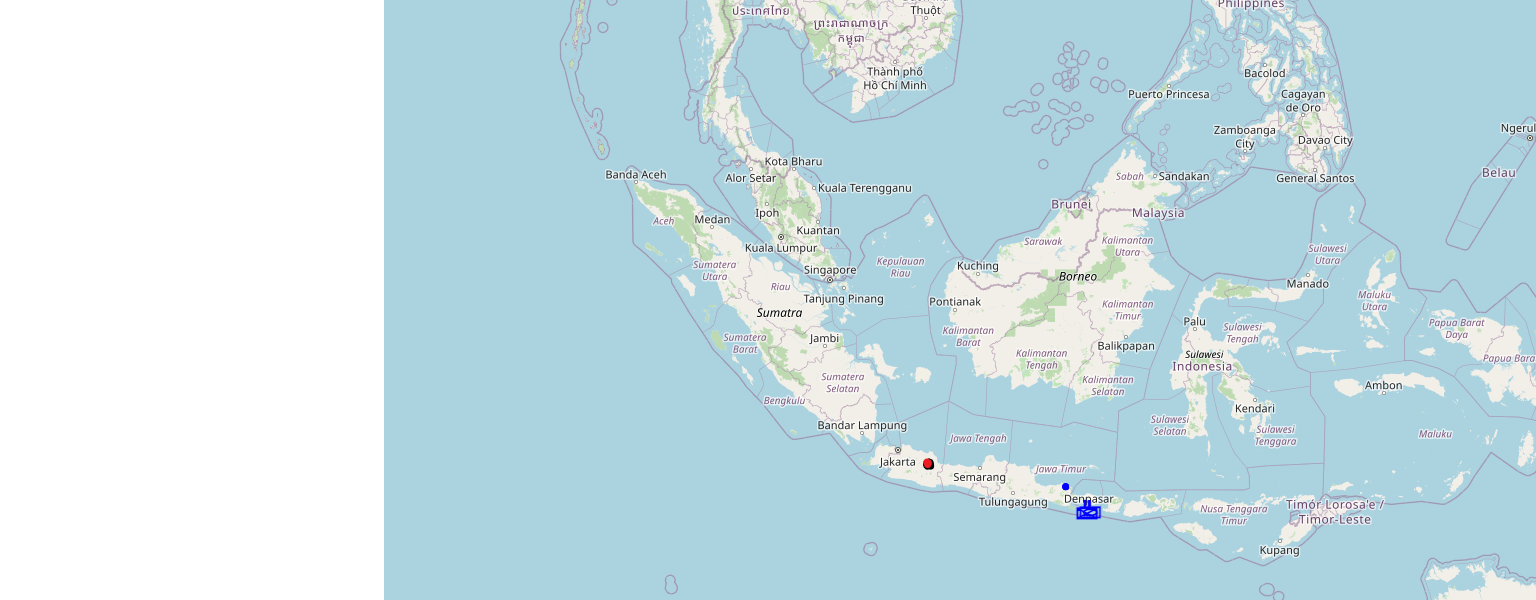 Philippines
ประเทศไทย
Thuột
ព្រះរាជាណាចក្រ
កម្ពុជា
Thành phố
Hồ Chí Minh
Bacolod
Puerto Princesa
Cagayan
de Oro
Zamboanga
City
Davao City
Kota Bharu
Banda Aceh
Alor Setar
Kuala Terengganu
Sabah
Sandakan
General Santos
Belau
Brunei
Malaysia
Ipoh
Aceh
Medan
Kuantan
Kuala Lumpur
Sarawak
Kalimantan
Utara
Sulawesi
Utara
Kepulauan
Riau
Sumatera
Utara
Singapore
Kuching
Borneo
Riau
Manado
Tanjung Pinang
Pontianak
Maluku
Utara
Sumatra
Kalimantan
Timur
Palu
Papua Barat
Daya
Sulawesi
Tengah
Kalimantan
Barat
Jambi
Sumatera
Barat
Balikpapan
Kalimantan
Tengah
Sulawesi
Indonesia
Sumatera
Selatan
Kalimantan
Selatan
Ambon
Bengkulu
Kendari
Bandar Lampung
Sulawesi
Selatan
Sulawesi
Tenggara
Maluku
Jawa Tengah
Jakarta
Semarang
Jawa Timur
Tulungagung
Denpasar
Nusa Tenggara
Timur
Timór Lorosa'e /
Timor-Leste
Kupang